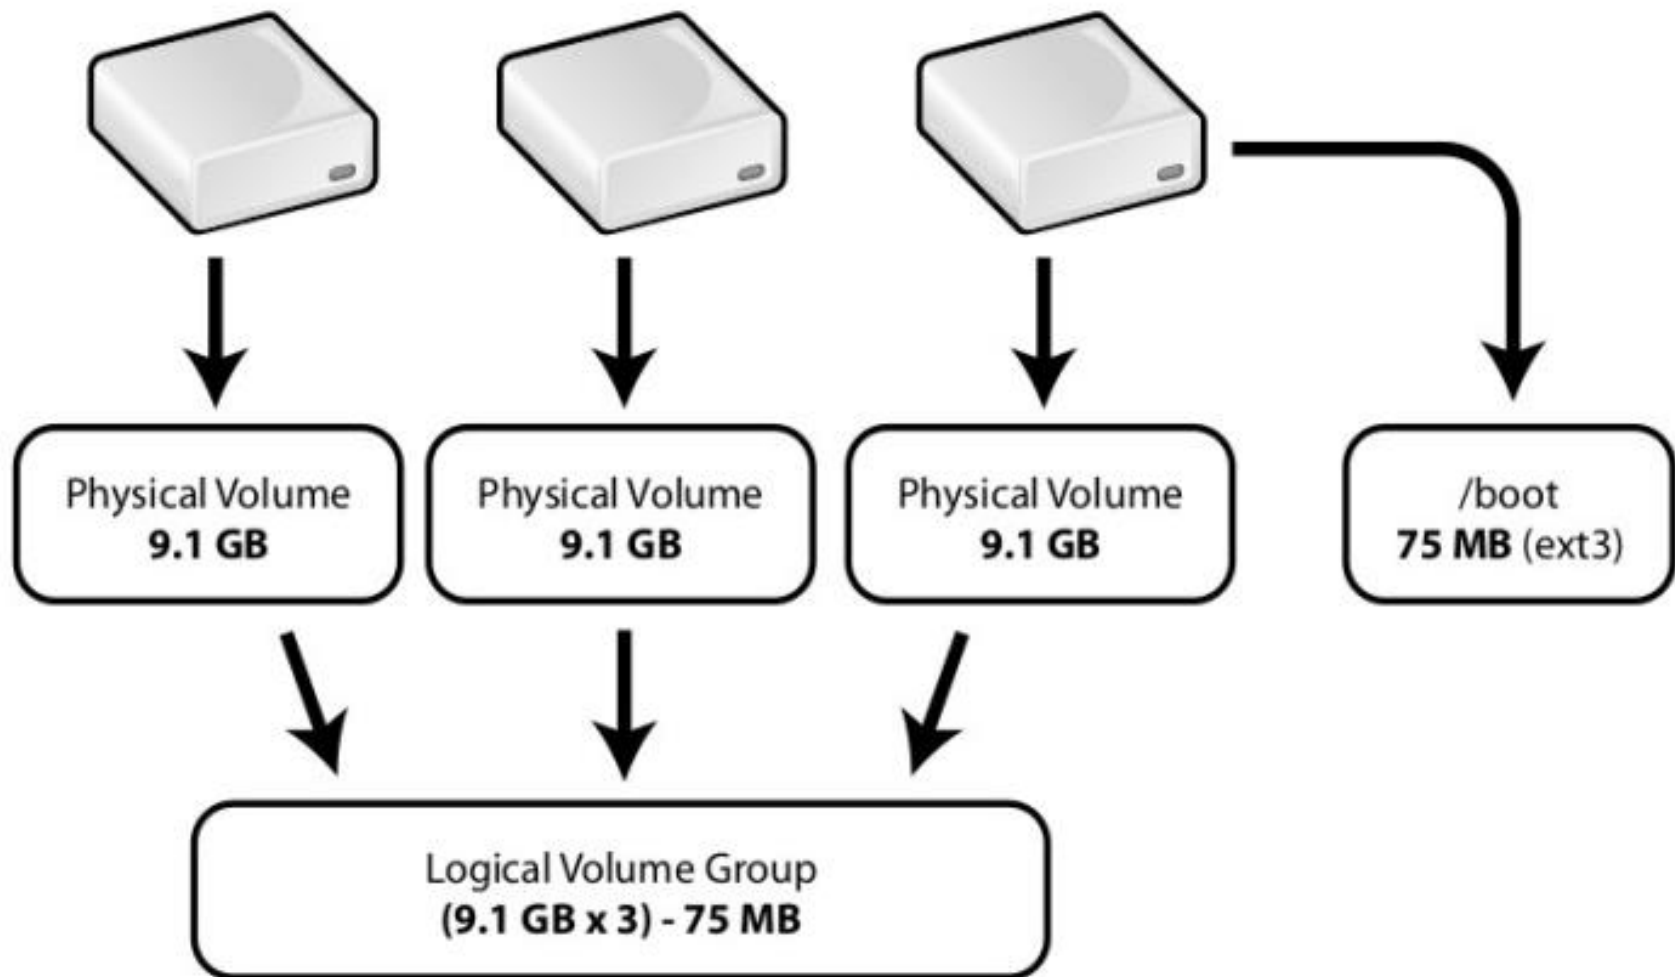 Physical Volume
9.1 GB
Physical Volume
9.1 GB
Physical Volume
9.1 GB
/boot
75 MB (ext3)
Logical Volume Group
(9.1 GB x 3) - 75 MB